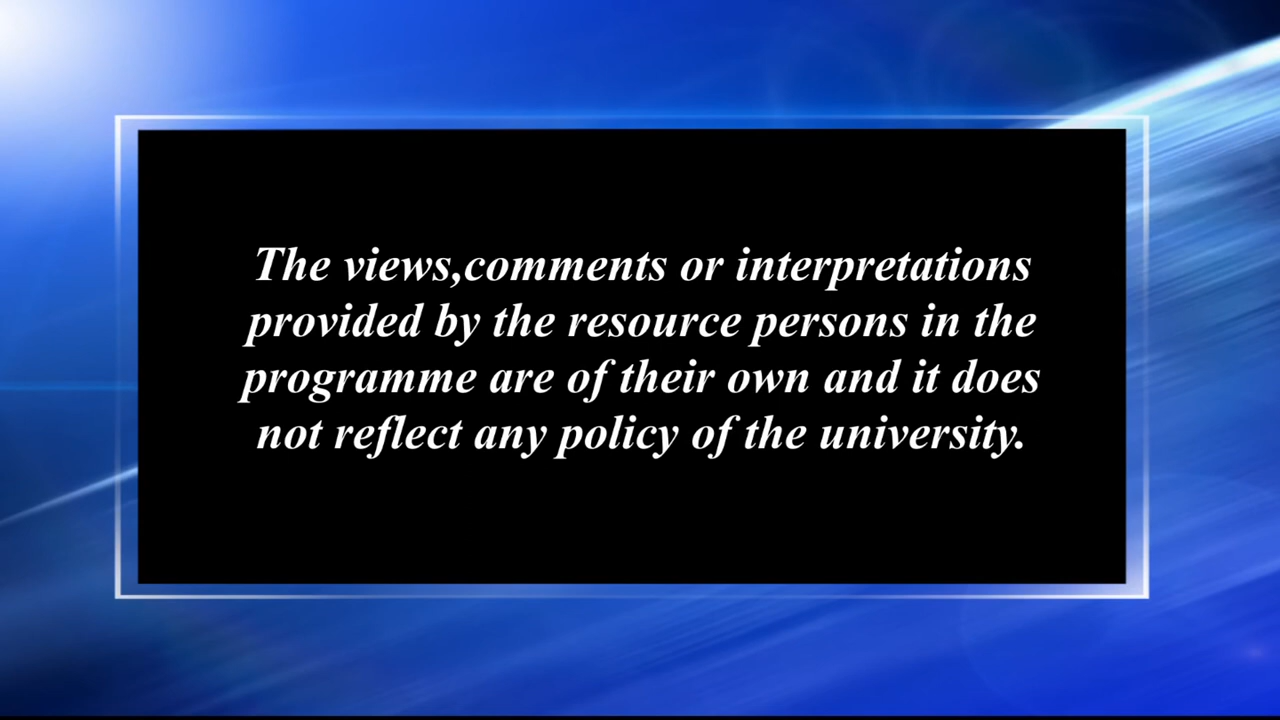 The views,comments or interpretations
provided by the resource persons in the
programme are of their own and it does
not reflect any policy of the university.